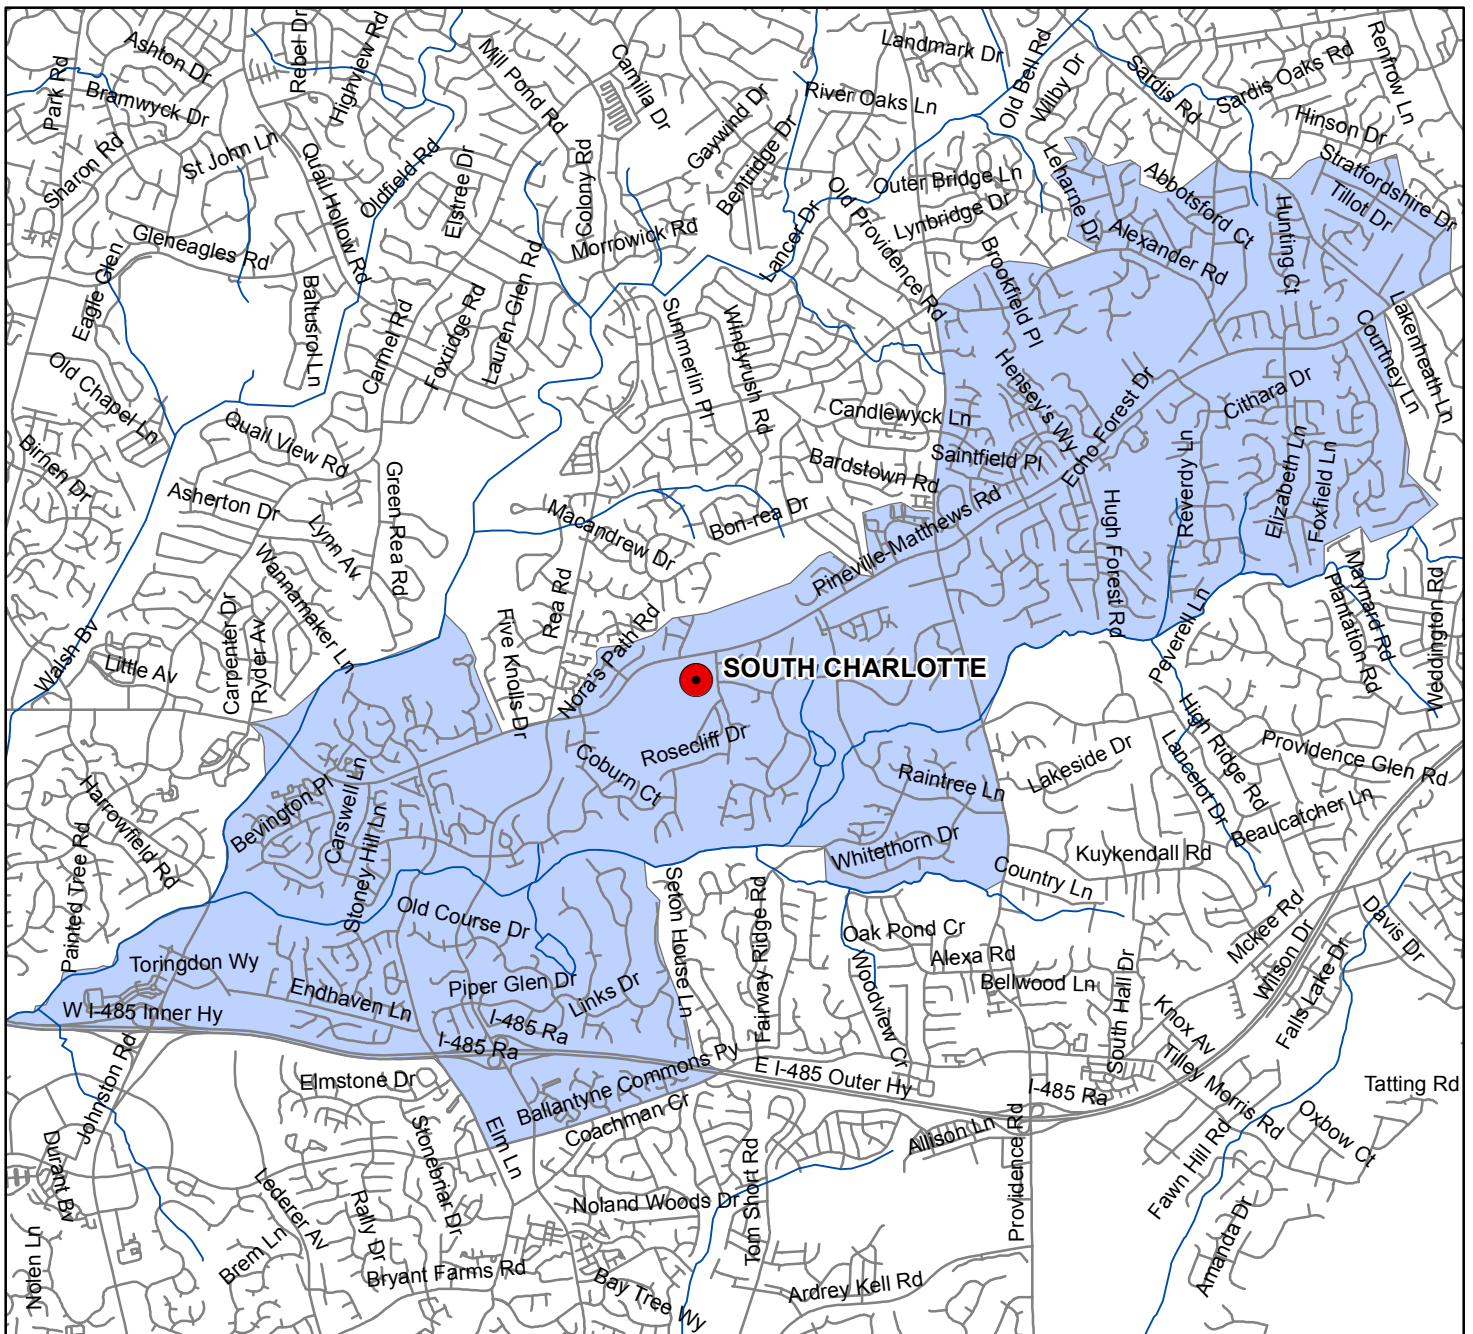 Ashton Dr
Rebel Dr
Highview Rd
Mill Pond Rd
Camilla Dr
Landmark Dr
Old Bell Rd
Wilby Dr
Sardis Rd
Sardis Oaks Rd
Renfrow Ln
Park Rd
Bramwyck Dr
River Oaks Ln
Hinson Dr
Sharon Rd
St John Ln
Quail Hollow Rd
Oldfield Rd
Elstree Dr
Colony Rd
Gaywind Dr
Bentridge Dr
Outer Bridge Ln
Leharne Dr
Abbotsford Ct
Stratfordshire Dr
Tillot Dr
Lynbridge Dr
Old Providence Rd
Gleneagles Rd
Morrowick Rd
Lancer Dr
Alexander Rd
Hunting Ct
Eagle Glen
Baltusrol Ln
Carmel Rd
Foxridge Rd
Lauren Glen Rd
Summerlin Pl
Windyrush Rd
Brookfield Pl
Lakenheath Ln
Courtney Ln
Old Chapel Ln
Hensey's Wy
Echo Forest Dr
Cithara Dr
Quail View Rd
Candlewyck Ln
Birnen Dr
Saintfield Pl
Bardstown Rd
Reverdy Ln
Elizabeth Ln
Foxfield Ln
Asherton Dr
Lynn Av
Green Rea Rd
Macandrew Dr
Bon-rea Dr
Pineville-Matthews Rd
Hugh Forest Rd
Wannamaker Ln
Rea Rd
Maynard Rd
Plantation Rd
Weddington Rd
Walsh Bv
Little Av
Carpenter Dr
Ryder Av
Five Knolls Dr
Nora's Path Rd
Peverell Ln
SOUTH CHARLOTTE
Rosecliff Dr
Coburn Ct
Raintree Ln
Lakeside Dr
High Ridge Rd
Lancelot Dr
Providence Glen Rd
Harrowfield Rd
Bevington Pl
Carswell Ln
Stoney Hill Ln
Whitethorn Dr
Kuykendall Rd
Beaucatcher Ln
Country Ln
Painted Tree Rd
Old Course Dr
Seton House Ln
Fairway Ridge Rd
Oak Pond Cr
Alexa Rd
Mckee Rd
Davis Dr
Toringdon Wy
Endhaven Ln
Piper Glen Dr
Links Dr
Woodview Cr
Bellwood Ln
South Hall Dr
Wilson Dr
Falls Lake Dr
W I-485 Inner Hy
I-485 Ra
I-485 Ra
Knox Av
Johnston Rd
Elmstone Dr
Ballantyne Commons Py
E I-485 Outer Hy
I-485 Ra
Tilley Morris Rd
Tatting Rd
Durant Bv
Stonebriar Dr
Elm Ln
Coachman Cr
Allison Ln
Oxbow Ct
Lederer Av
Rally Dr
Noland Woods Dr
Tom Short Rd
Providence Rd
Fawn Hill Rd
Amanda Dr
Nolen Ln
Brem Ln
Bryant Farms Rd
Bay Tree Wy
Ardrey Kell Rd